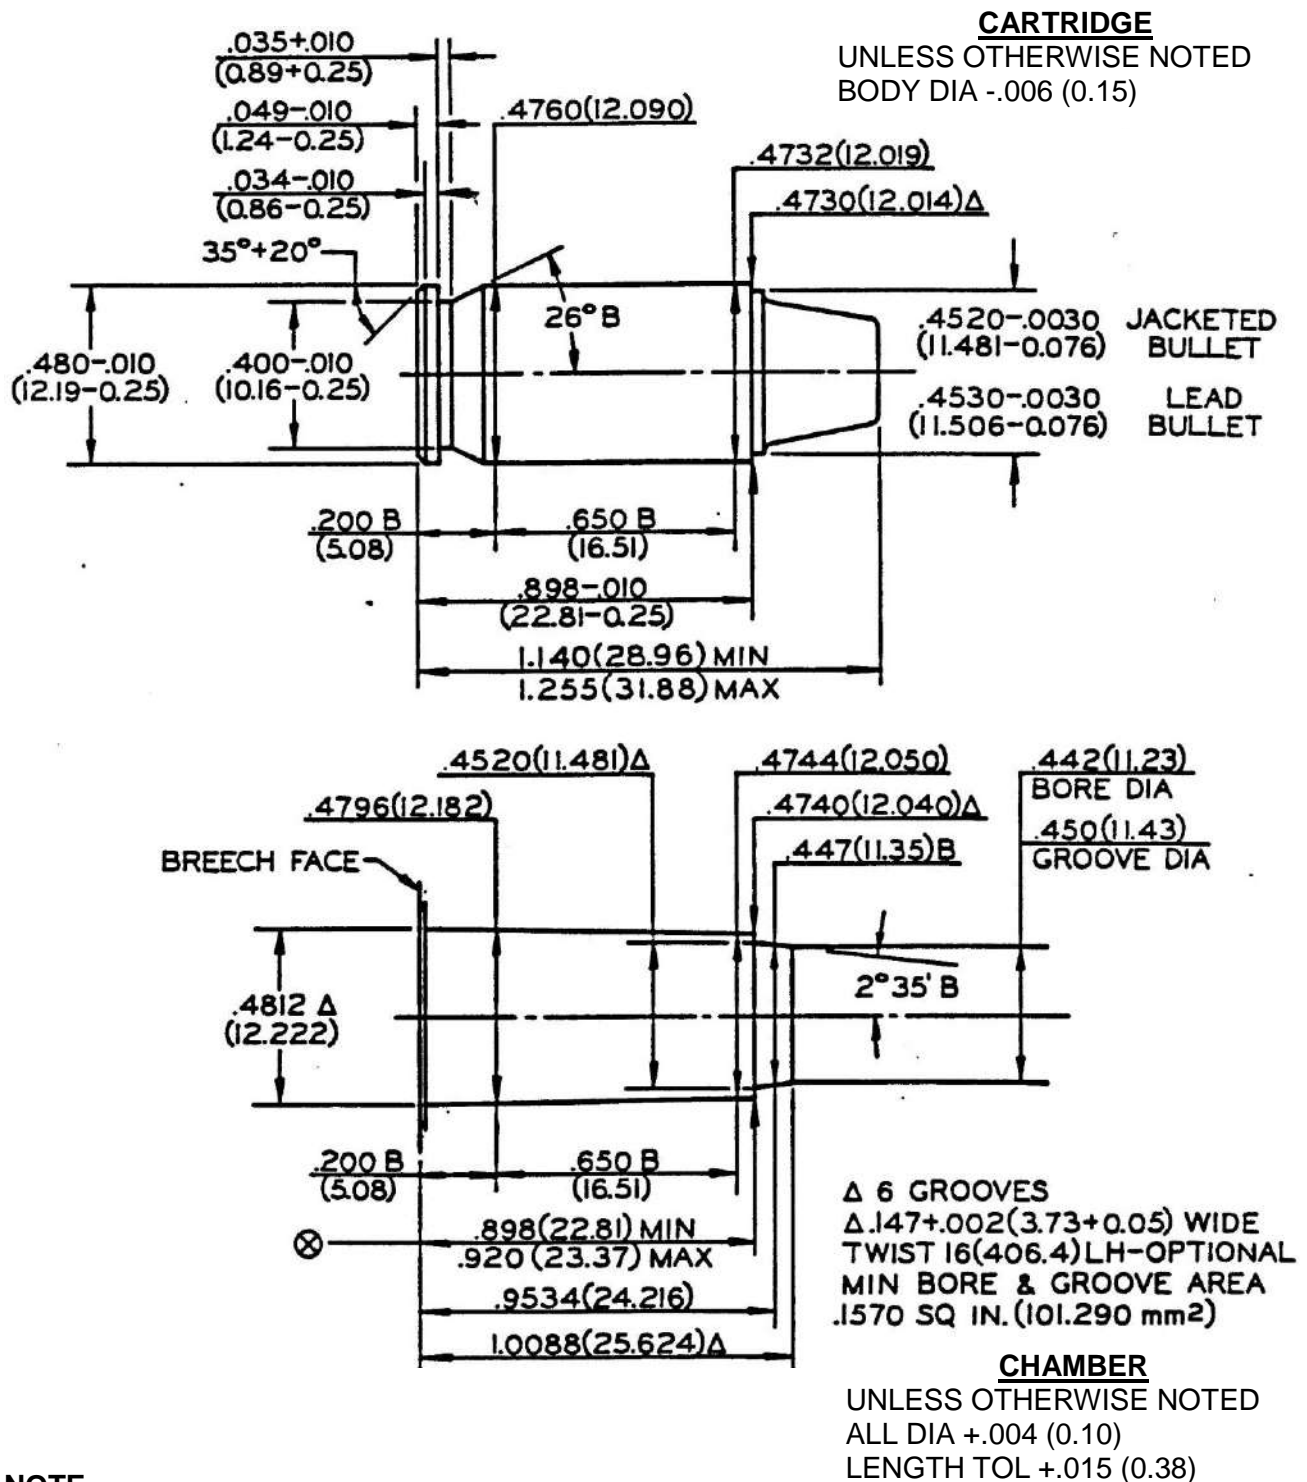 CARTRIDGE
UNLESS OTHERWISE NOTED
BODY DIA -.006 (0.15)
.035+.010
(0.89+0.25)
.049-.010
(1.24-0.25)
.034-.010
(0.86-0.25)
35°+20°
.4760(12.090)
.4732(12.019)
.4730(12.014)Δ
26° B
.480-.010
(12.19-0.25)
.400-.010
(10.16-0.25)
.4520-.0030 JACKETED
(11.481-0.076) BULLET
.4530-.0030 LEAD
(11.506-0.076) BULLET
.200 B
(5.08)
.650 B
(16.51)
.898-.010
(22.81-0.25)
1.140(28.96) MIN
1.255(31.88) MAX
.4520(11.481)Δ
.4744(12.050)
.442(11.23)
BORE DIA
.4796(12.182)
.4740(12.040)Δ
.450(11.43)
GROOVE DIA
.447(11.35)B
BREECH FACE
2°35' B
.4812 Δ
(12.222)
.200 B
(5.08)
.650 B
(16.51)
⊗
.898(22.81) MIN
.920 (23.37) MAX
.9534(24.216)
1.0088(25.624)Δ
Δ 6 GROOVES
Δ.147+.002(3.73+0.05) WIDE
TWIST 16(406.4) LH-OPTIONAL
MIN BORE & GROOVE AREA
.1570 SQ IN.(101.290 mm2)
CHAMBER
UNLESS OTHERWISE NOTED
ALL DIA +.004 (0.10)
LENGTH TOL +.015 (0.38)
NOTE